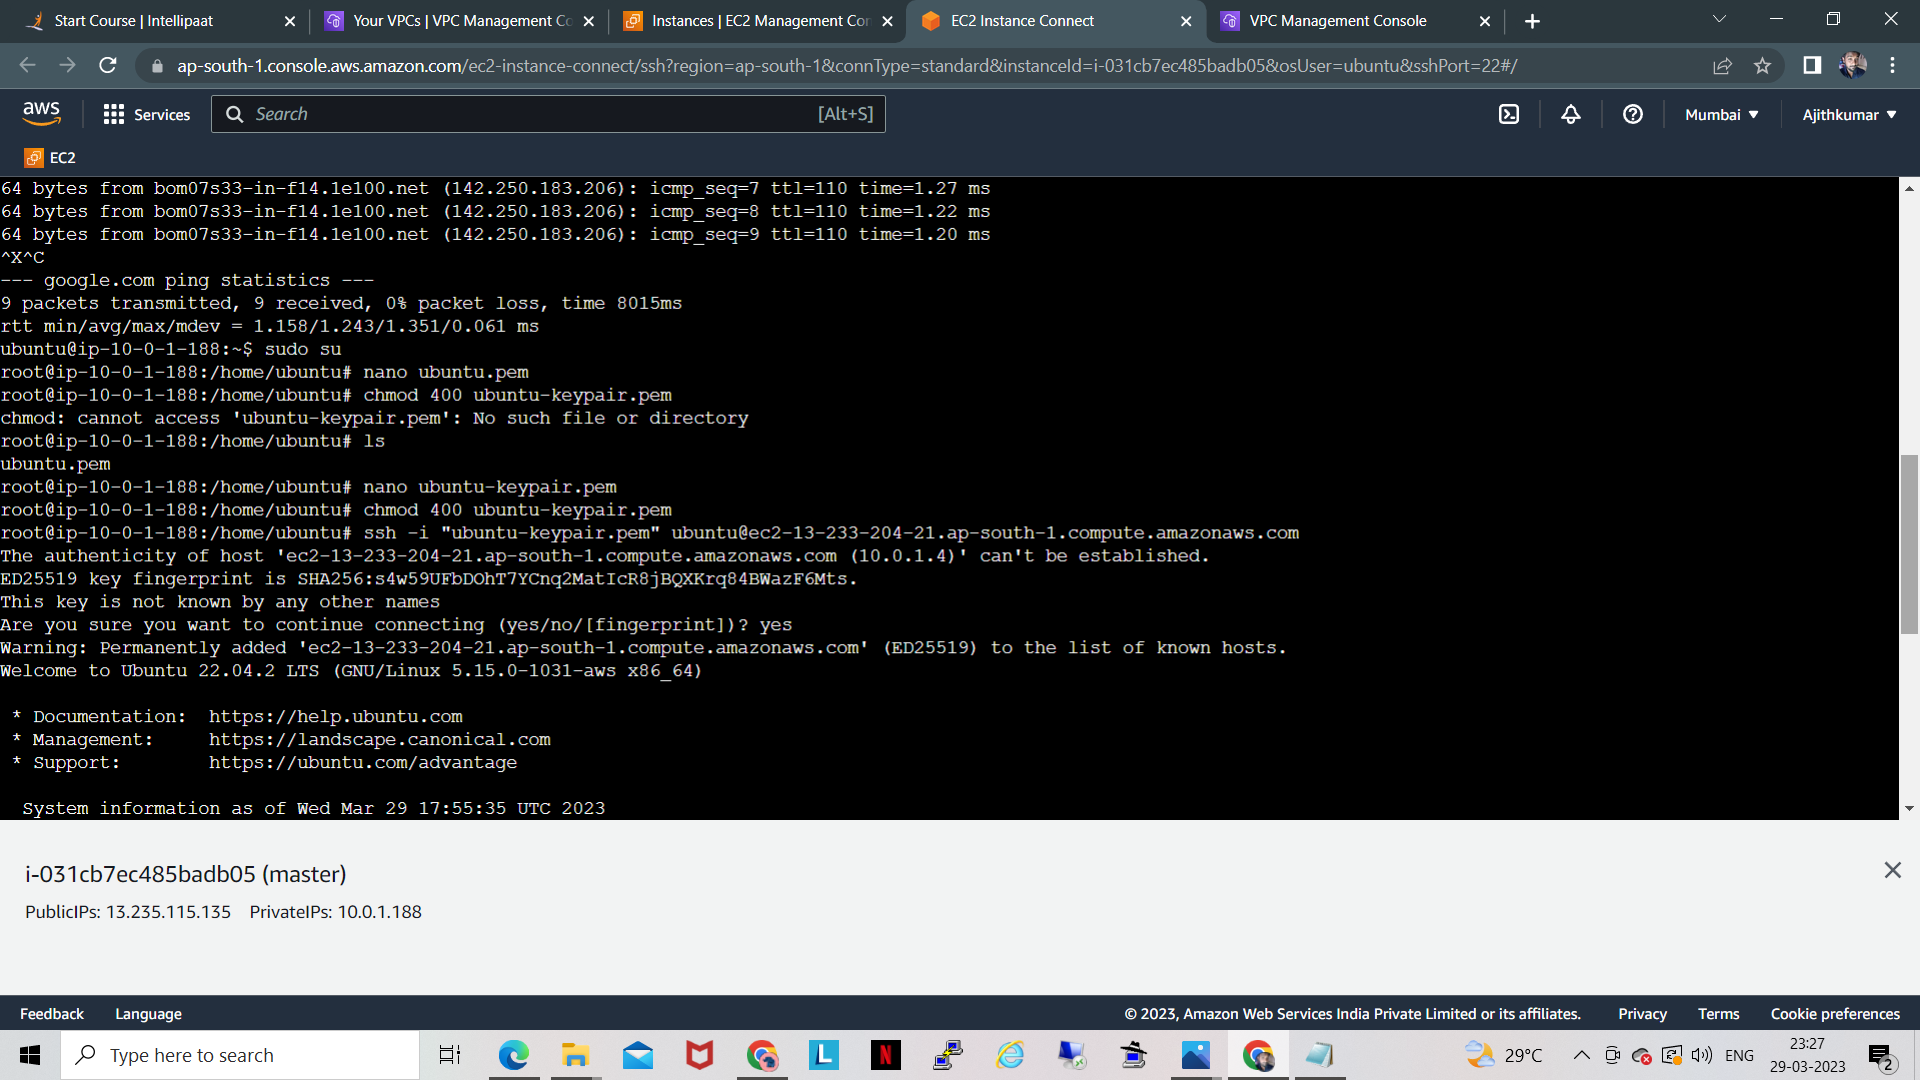 Start Course | Intellipaat
Your VPCs | VPC Management Co
Instances | EC2 Management Con
EC2 Instance Connect
VPC Management Console
ap-south-1.console.aws.amazon.com/ec2-instance-connect/ssh?region=ap-south-1&connType=standard&instanceId=i-031cb7ec485badb05&osUser=ubuntu&sshPort=22#/
aws
Services
Search
[Alt+S]
Mumbai
Ajithkumar
EC2
64 bytes from bom07s33-in-f14.1e100.net (142.250.183.206): icmp_seq=7 ttl=110 time=1.27 ms
64 bytes from bom07s33-in-f14.1e100.net (142.250.183.206): icmp_seq=8 ttl=110 time=1.22 ms
64 bytes from bom07s33-in-f14.1e100.net (142.250.183.206): icmp_seq=9 ttl=110 time=1.20 ms
^X^C
--- google.com ping statistics ---
9 packets transmitted, 9 received, 0% packet loss, time 8015ms
rtt min/avg/max/mdev = 1.158/1.243/1.351/0.061 ms
ubuntu@ip-10-0-1-188:~$ sudo su
root@ip-10-0-1-188:/home/ubuntu# nano ubuntu.pem
root@ip-10-0-1-188:/home/ubuntu# chmod 400 ubuntu-keypair.pem
chmod: cannot access 'ubuntu-keypair.pem': No such file or directory
root@ip-10-0-1-188:/home/ubuntu# ls
ubuntu.pem
root@ip-10-0-1-188:/home/ubuntu# nano ubuntu-keypair.pem
root@ip-10-0-1-188:/home/ubuntu# chmod 400 ubuntu-keypair.pem
root@ip-10-0-1-188:/home/ubuntu# ssh -i "ubuntu-keypair.pem" ubuntu@ec2-13-233-204-21.ap-south-1.compute.amazonaws.com
The authenticity of host 'ec2-13-233-204-21.ap-south-1.compute.amazonaws.com (10.0.1.4)' can't be established.
ED25519 key fingerprint is SHA256:s4w59UFbDOhT7YCnq2MatIcR8jBQXKrq84BWazF6Mts.
This key is not known by any other names
Are you sure you want to continue connecting (yes/no/[fingerprint])? yes
Warning: Permanently added 'ec2-13-233-204-21.ap-south-1.compute.amazonaws.com' (ED25519) to the list of known hosts.
Welcome to Ubuntu 22.04.2 LTS (GNU/Linux 5.15.0-1031-aws x86_64)
* Documentation: https://help.ubuntu.com
* Management: https://landscape.canonical.com
* Support: https://ubuntu.com/advantage
System information as of Wed Mar 29 17:55:35 UTC 2023
i-031cb7ec485badb05 (master)
PublicIPs: 13.235.115.135 PrivateIPs: 10.0.1.188
Feedback
Language
© 2023, Amazon Web Services India Private Limited or its affiliates.
Privacy
Terms
Cookie preferences
Type here to search
L
N
29°C
ENG
23:27
29-03-2023
2